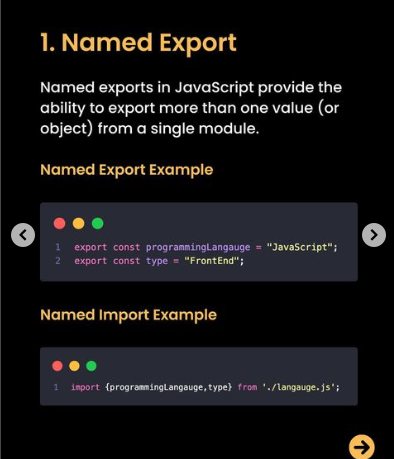 1. Named Export
Named exports in JavaScript provide the
ability to export more than one value (or
object) from a single module.
Named Export Example
1 export const programmingLangauge = "JavaScript";
2 export const type = "FrontEnd";
Named Import Example
1 import {programmingLangauge,type} from './langauge.js';